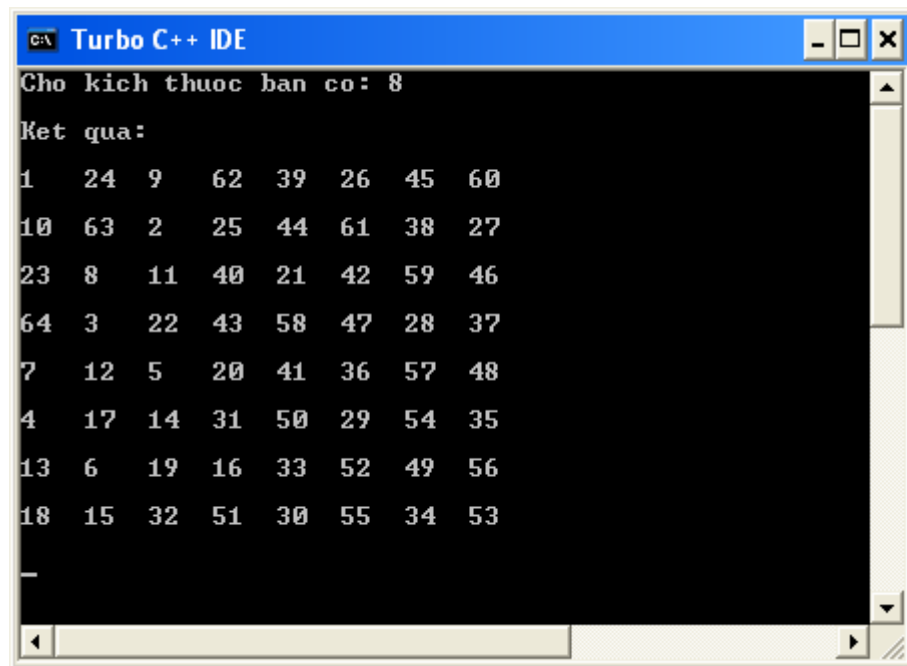 Turbo C++ IDE
Cho kich thuoc ban co: 8
Ket qua:
1 24 9 62 39 26 45 60
10 63 2 25 44 61 38 27
23 8 11 40 21 42 59 46
64 3 22 43 58 47 28 37
7 12 5 20 41 36 57 48
4 17 14 31 50 29 54 35
13 6 19 16 33 52 49 56
18 15 32 51 30 55 34 53